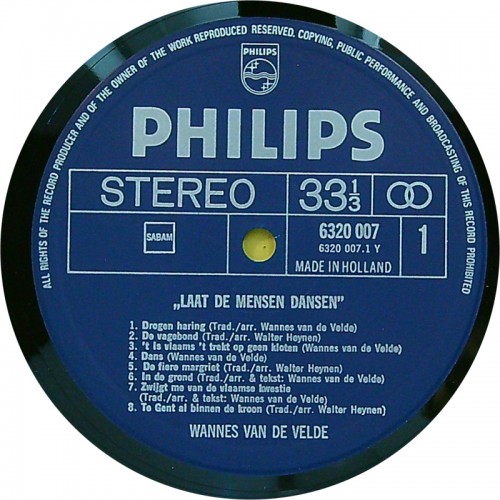 ALL RIGHTS OF THE RECORD PRODUCER AND OF THE OWNER OF THE WORK REPRODUCED RESERVED. COPYING, PUBLIC PERFORMANCE AND BROADCASTING OF THIS RECORD PROHIBITED
PHILIPS
PHILIPS
STEREO
33 1/3
SABAM
6320 007
6320 007.1 Y
MADE IN HOLLAND
1
„LAAT DE MENSEN DANSEN"
1. Drogen haring (Trad./arr. Wannes van de Velde)
2. De vagebond (Trad./arr. Walter Heynen)
3. 't Is vlaams 't trekt op geen kloten (Wannes van de Velde)
4. Dans (Wannes van de Velde)
5. De fiere margriet (Trad./arr. Walter Heynen)
6. In de grond (Trad./arr. & tekst: Wannes van de Velde)
7. Zwijgt me van de vlaamse kwestie
(Trad./arr. & tekst: Wannes van de Velde)
8. Te Gent al binnen de kroon (Trad./arr. Walter Heynen)
WANNES VAN DE VELDE